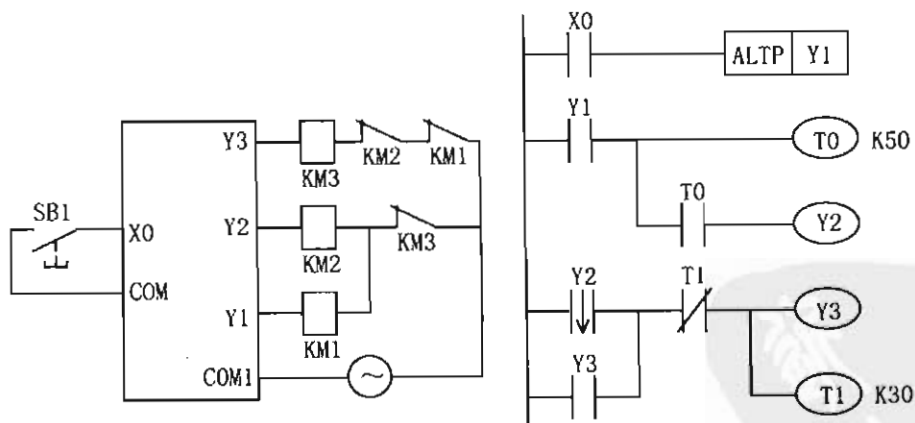 SB1
X0
COM
Y3
KM3
KM2
KM1
Y2
KM2
KM3
Y1
KM1
COM1
X0
ALTP Y1
Y1
T0 K50
T0
Y2
Y2
T1
Y3
Y3
T1 K30